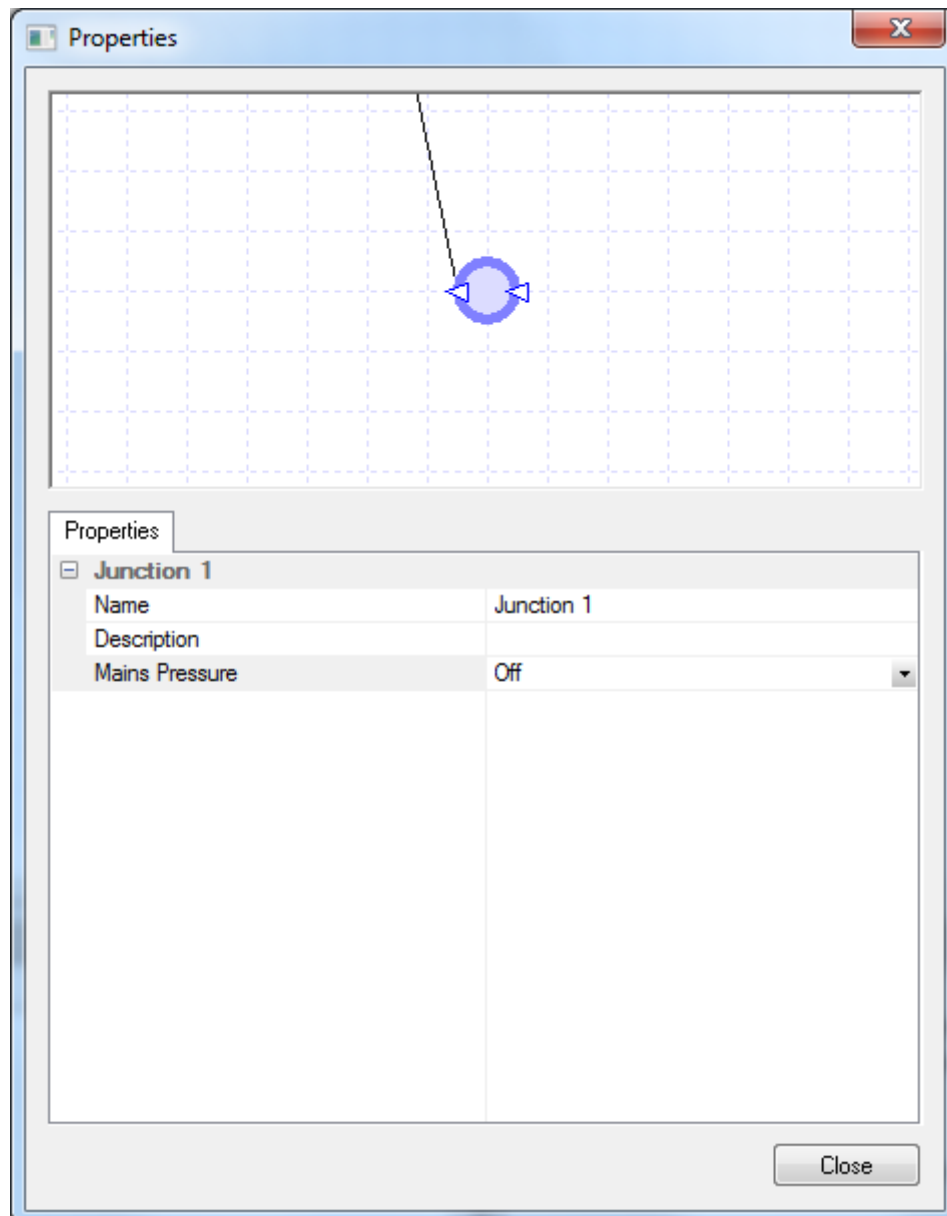 Properties
Properties
Junction 1
Name Junction 1
Description
Mains Pressure Off
Close